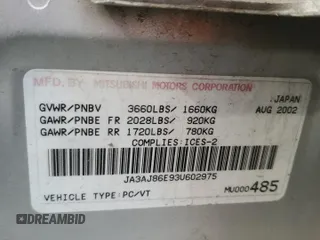 MFD. BY MITSUBISHI MOTORS CORPORATION
:JAPAN
GVWR/PNBV 3660LBS/ 1660KG AUG 2002
GAWR/PNBE FR 2028LBS/ 920KG
GAWR/PNBE RR 1720LBS/ 780KG
COMPLIES:ICES-2
JA3AJ86E93U602975
VEHICLE TYPE:PC/VT
MU000485
AUTOBIDMASTER